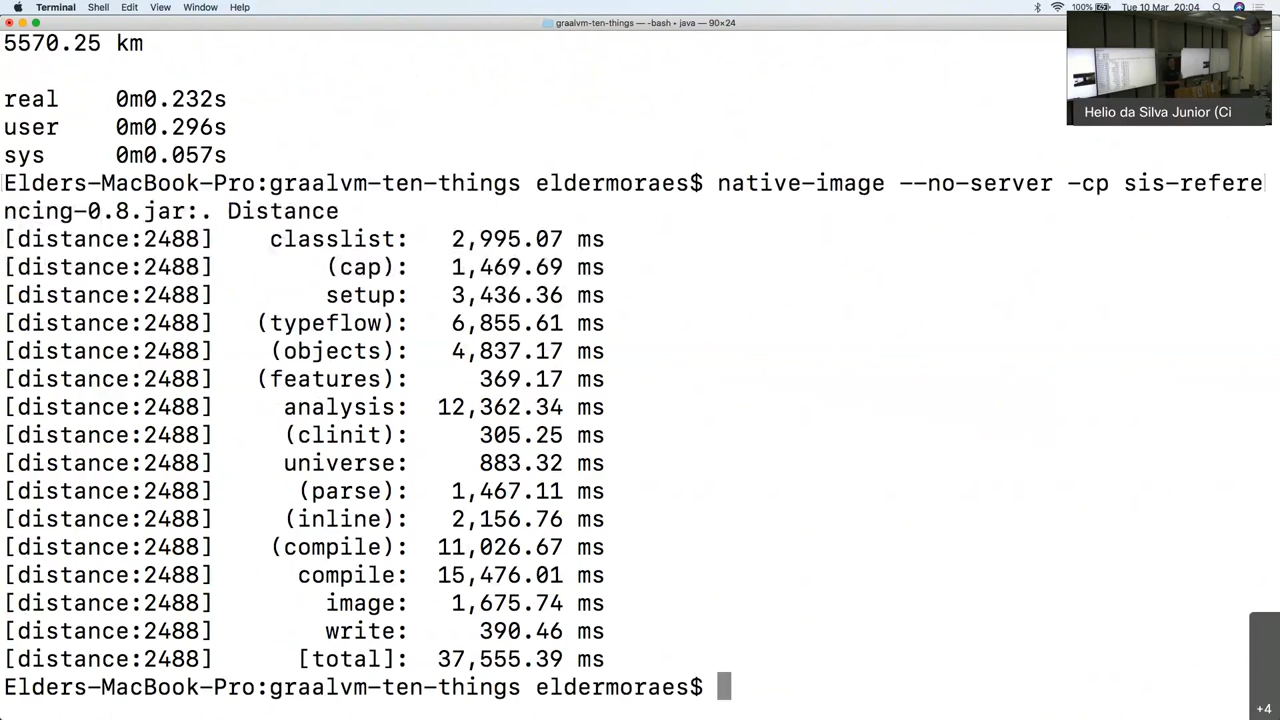 Terminal Shell Edit View Window Help
100% Tue 10 Mar 20:04
graalvm-ten-things — -bash • java — 90×24
5570.25 km
real 0m0.232s
user 0m0.296s
sys 0m0.057s
Elders-MacBook-Pro:graalvm-ten-things eldermoraes$ native-image --no-server -cp sis-refere
ncing-0.8.jar:. Distance
[distance:2488] classlist: 2,995.07 ms
[distance:2488] (cap): 1,469.69 ms
[distance:2488] setup: 3,436.36 ms
[distance:2488] (typeflow): 6,855.61 ms
[distance:2488] (objects): 4,837.17 ms
[distance:2488] (features): 369.17 ms
[distance:2488] analysis: 12,362.34 ms
[distance:2488] (clinit): 305.25 ms
[distance:2488] universe: 883.32 ms
[distance:2488] (parse): 1,467.11 ms
[distance:2488] (inline): 2,156.76 ms
[distance:2488] (compile): 11,026.67 ms
[distance:2488] compile: 15,476.01 ms
[distance:2488] image: 1,675.74 ms
[distance:2488] write: 390.46 ms
[distance:2488] [total]: 37,555.39 ms
Elders-MacBook-Pro:graalvm-ten-things eldermoraes$
Helio da Silva Junior (Ci
+4